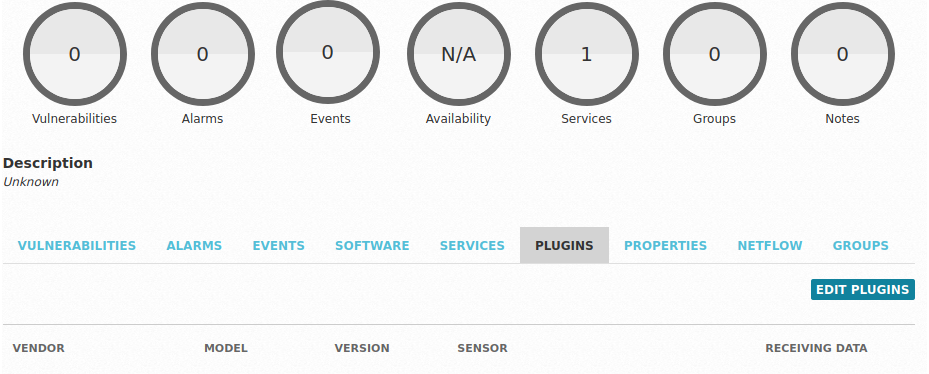 0 0 0 N/A 1 0 0
Vulnerabilities Alarms Events Availability Services Groups Notes
Description
Unknown
VULNERABILITIES ALARMS EVENTS SOFTWARE SERVICES PLUGINS PROPERTIES NETFLOW GROUPS
EDIT PLUGINS
VENDOR MODEL VERSION SENSOR RECEIVING DATA